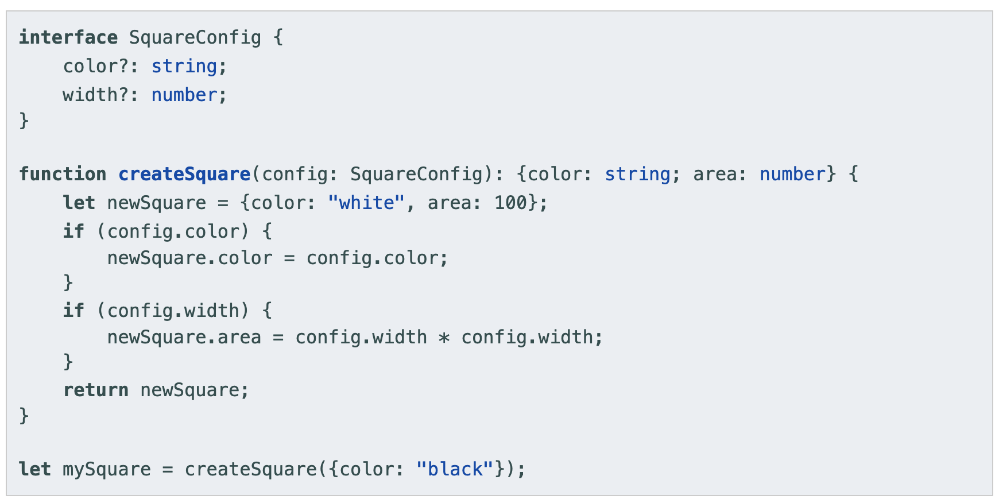 interface SquareConfig {
    color?: string;
    width?: number;
}

function createSquare(config: SquareConfig): {color: string; area: number} {
    let newSquare = {color: "white", area: 100};
    if (config.color) {
        newSquare.color = config.color;
    }
    if (config.width) {
        newSquare.area = config.width * config.width;
    }
    return newSquare;
}

let mySquare = createSquare({color: "black"});